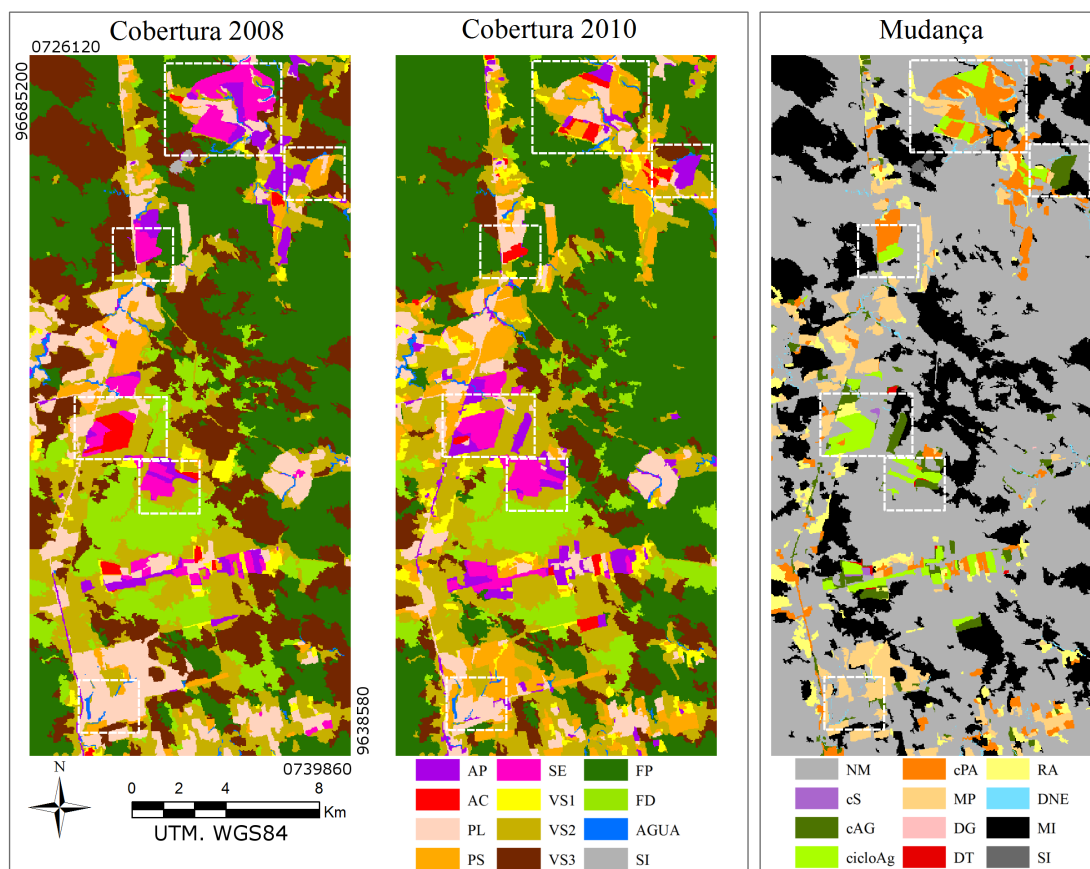 Cobertura 2008
Cobertura 2010
Mudança
0726120
9685200
9638580
0739860
N
0 2 4 8
Km
UTM. WGS84
AP SE FP
AC VS1 FD
PL VS2 AGUA
PS VS3 SI
NM cPA RA
cS MP DNE
cAG DG MI
cicloAg DT SI